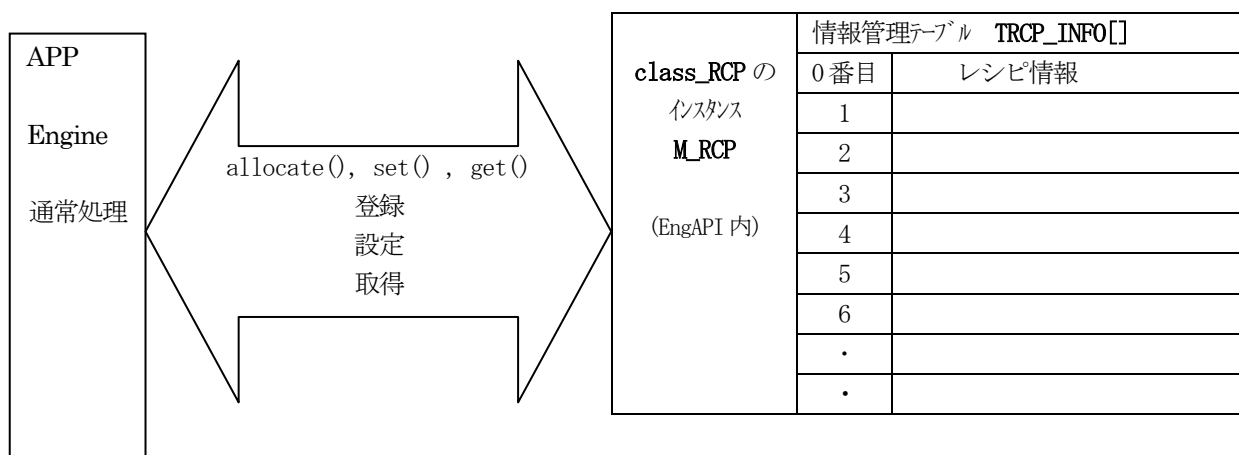 APP
Engine
通常処理
allocate(), set() , get()
登録
設定
取得
class_RCP の
インスタンス
M_RCP
(EngAPI 内)
情報管理テーブル TRCP_INFO[]
0番目 レシピ情報
1
2
3
4
5
6
・
・